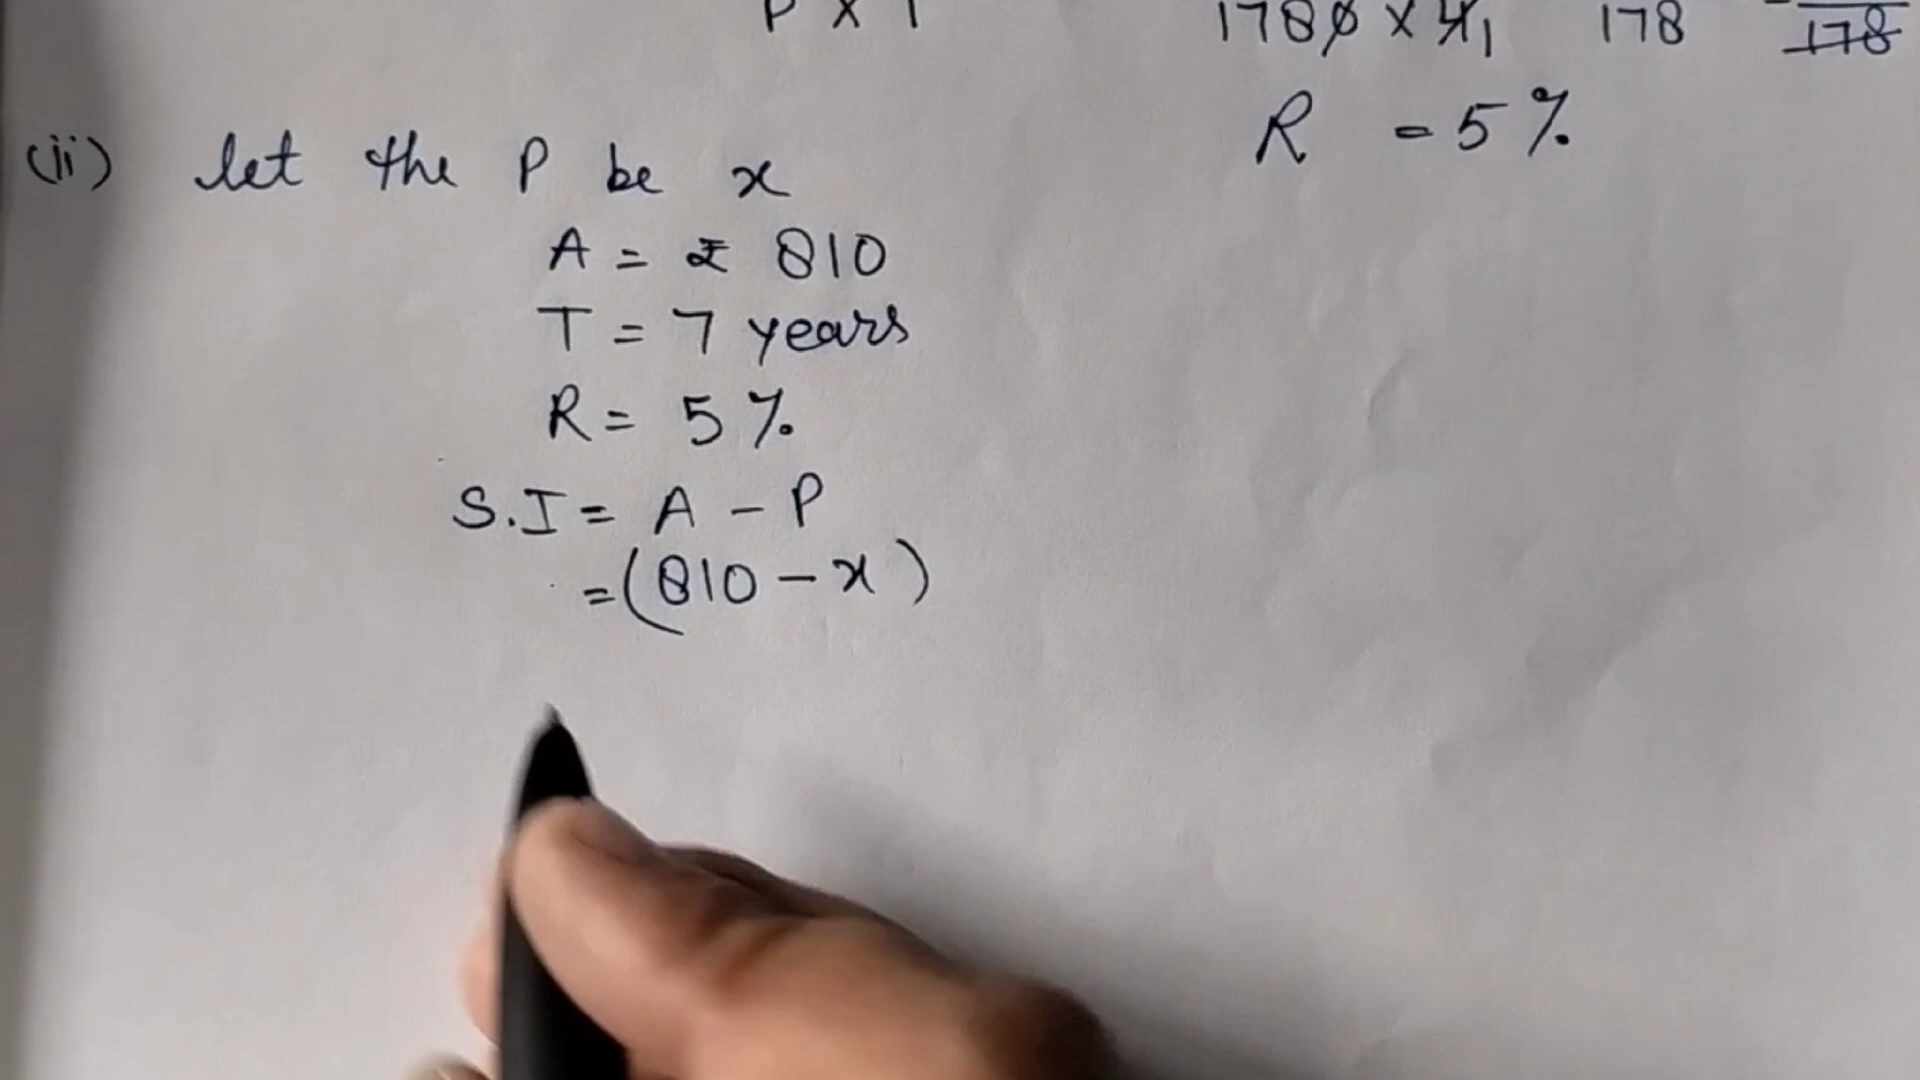 P × T 1780 × 41 178 178
R = 5%
(ii) let the P be x
A = ₹ 810
T = 7 years
R = 5%
S.I = A - P
= (810 - x)